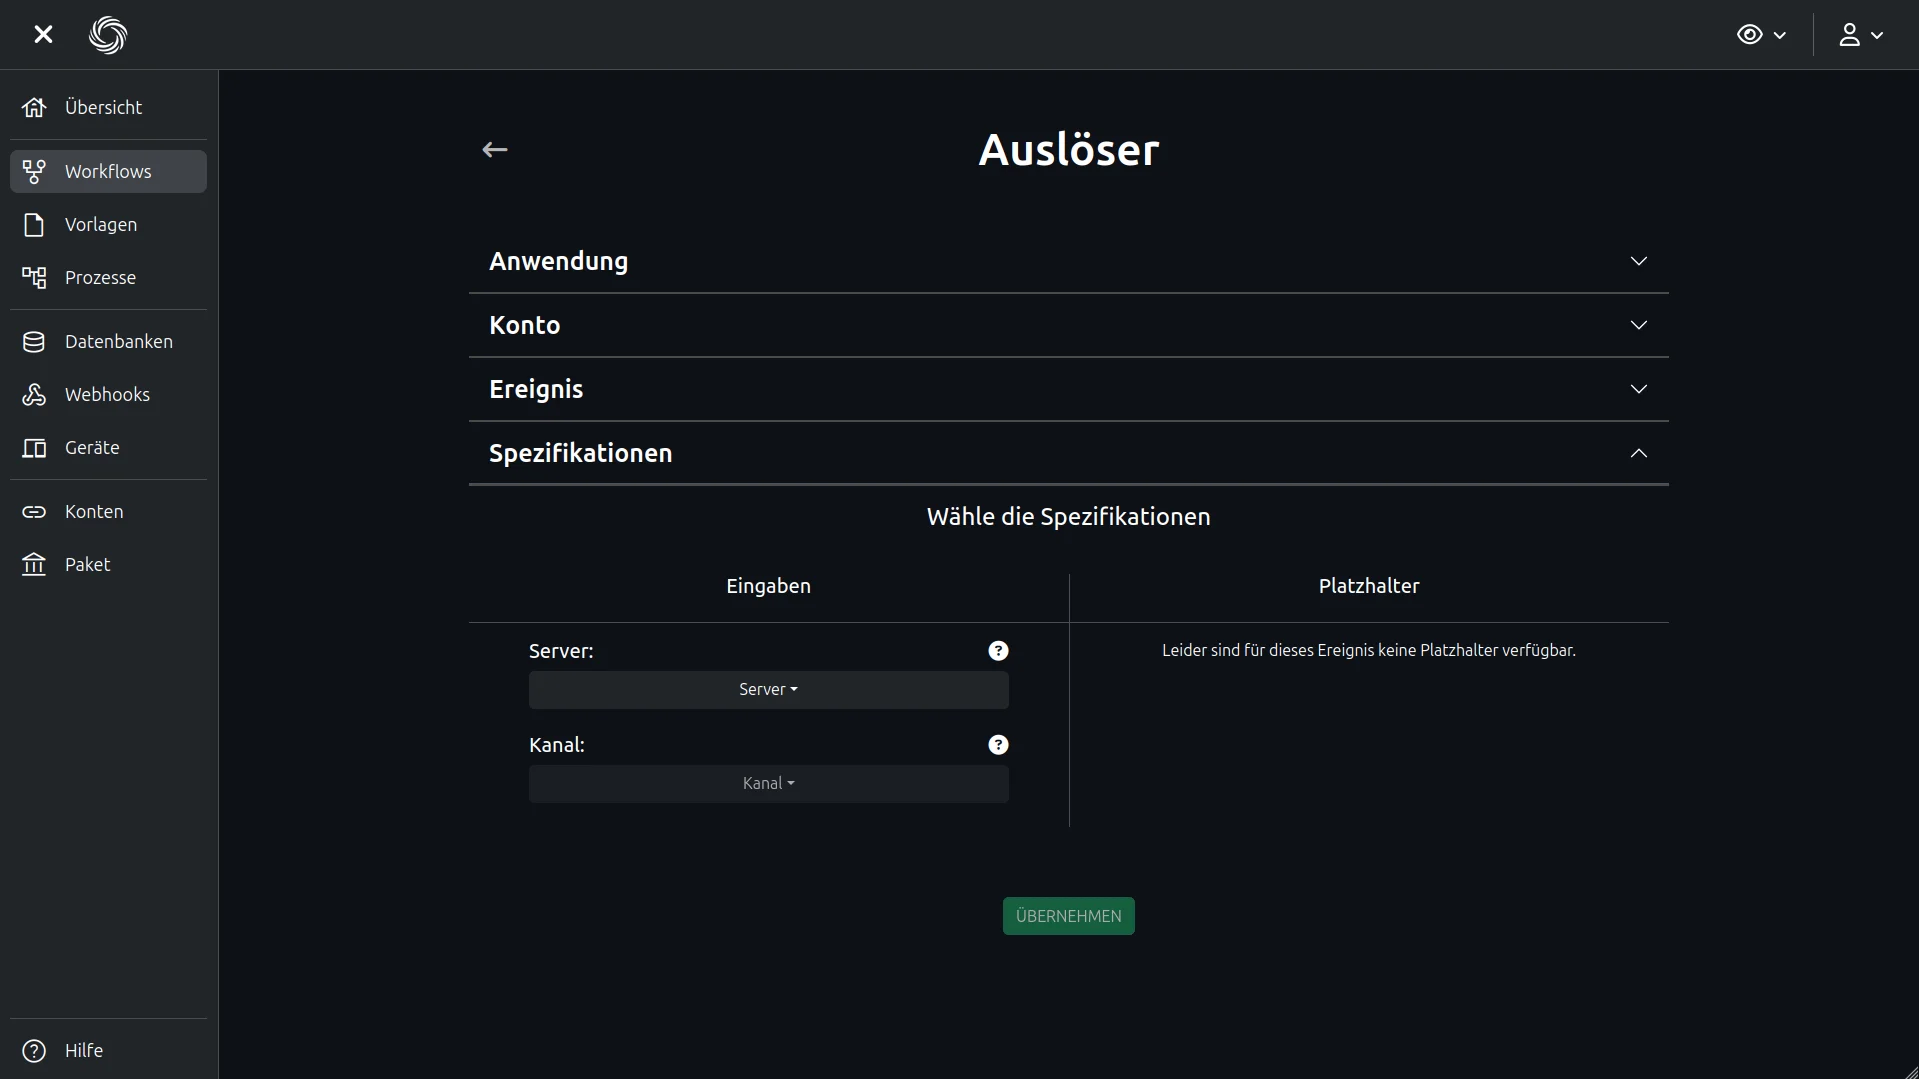 Übersicht
Workflows
Vorlagen
Prozesse
Datenbanken
Webhooks
Geräte
Konten
Paket
Hilfe
Auslöser
Anwendung
Konto
Ereignis
Spezifikationen
Wähle die Spezifikationen
Eingaben
Server:
Server
Kanal:
Kanal
Platzhalter
Leider sind für dieses Ereignis keine Platzhalter verfügbar.
ÜBERNEHMEN